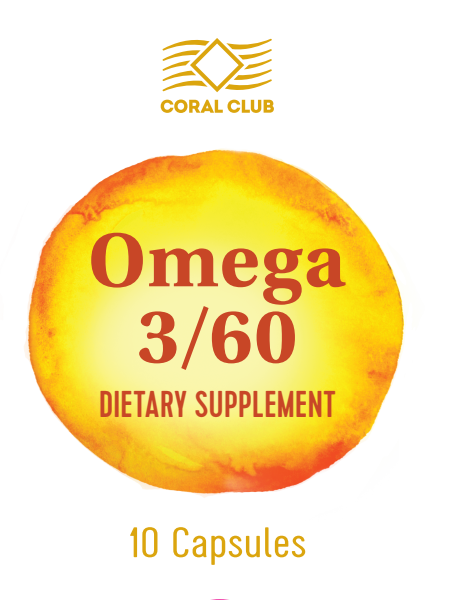 CORAL CLUB
Omega
3/60
DIETARY SUPPLEMENT
10 Capsules